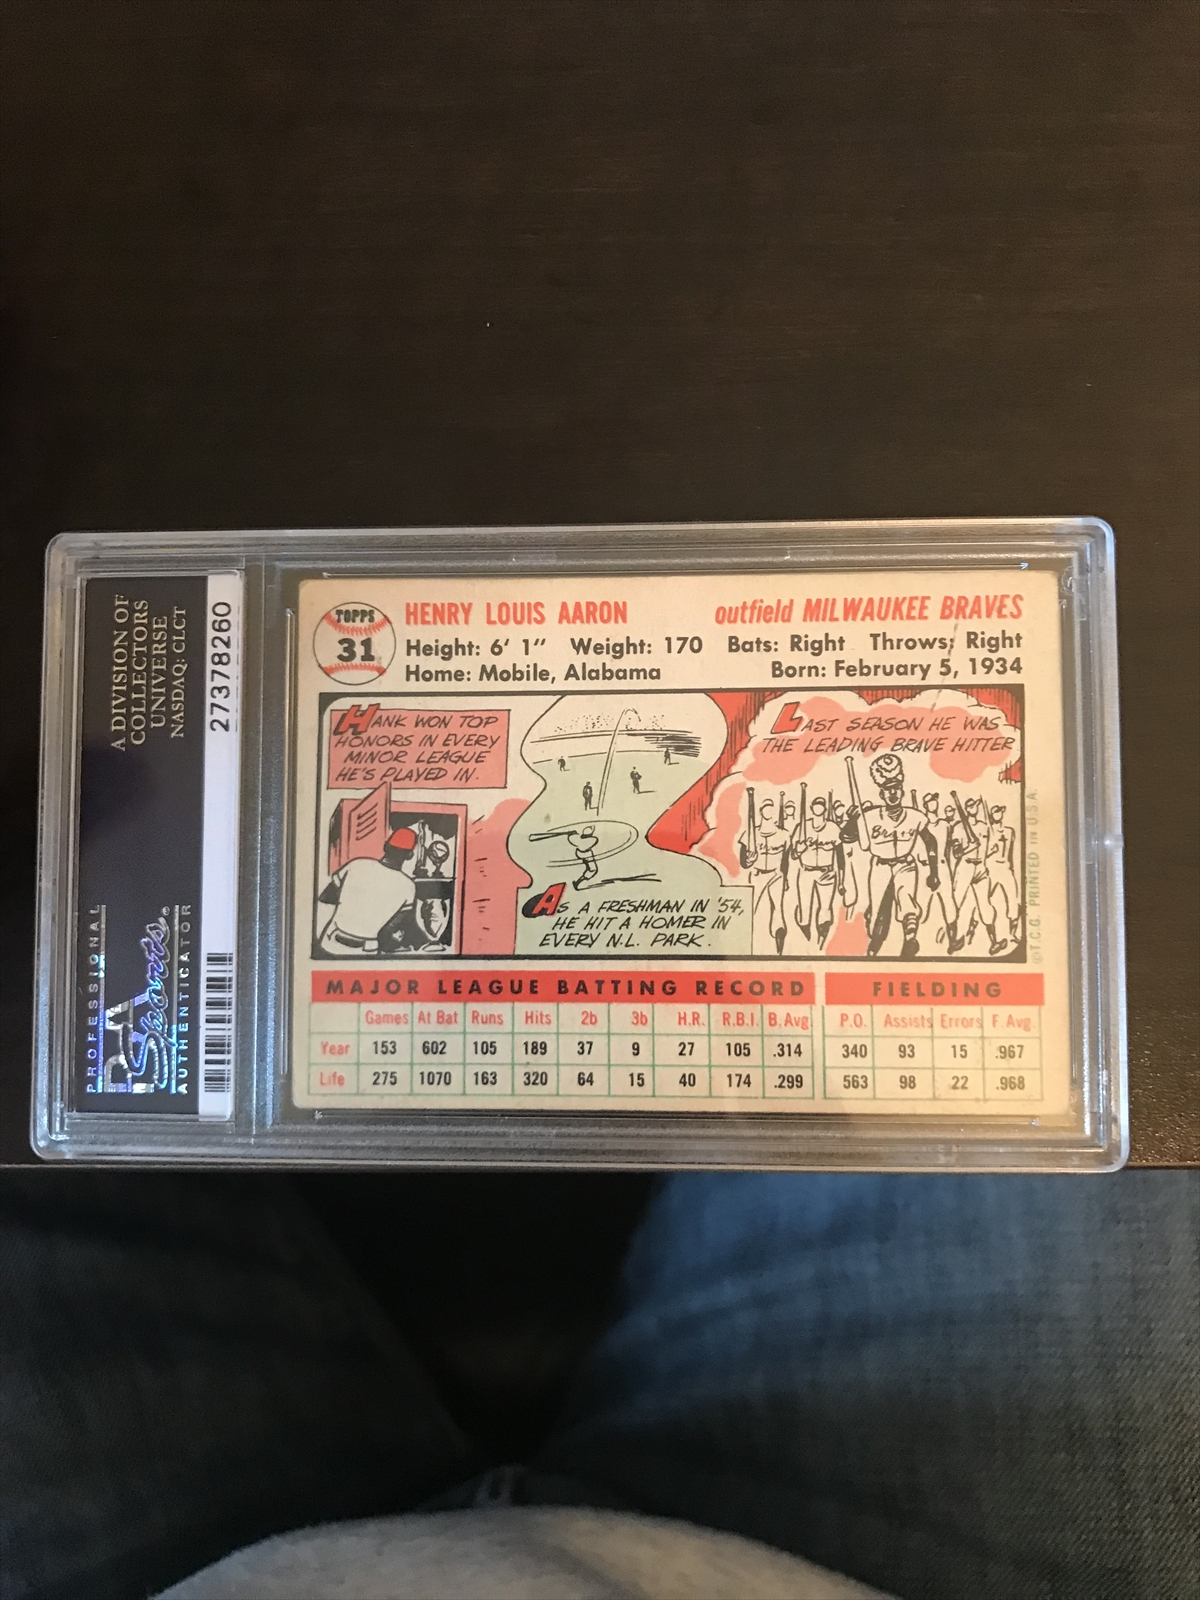 A DIVISION OF
COLLECTORS
UNIVERSE
NASDAQ: CLCT
27378260
PROFESSIONAL
PSA
Sports®
AUTHENTICATOR
TOPPS
31
HENRY LOUIS AARON
outfield MILWAUKEE BRAVES
Height: 6' 1" Weight: 170 Bats: Right Throws: Right
Home: Mobile, Alabama
Born: February 5, 1934
HANK WON TOP
HONORS IN EVERY
MINOR LEAGUE
HE'S PLAYED IN.
AS A FRESHMAN IN '54,
HE HIT A HOMER IN
EVERY N.L. PARK.
LAST SEASON HE WAS
THE LEADING BRAVE HITTER
©T.C.G. PRINTED IN U.S.A.
MAJOR LEAGUE BATTING RECORD
Games At Bat Runs Hits 2b 3b H.R. R.B.I. B.Avg.
Year 153 602 105 189 37 9 27 105 .314
Life 275 1070 163 320 64 15 40 174 .299
FIELDING
P.O. Assists Errors F. Avg.
340 93 15 .967
563 98 22 .968